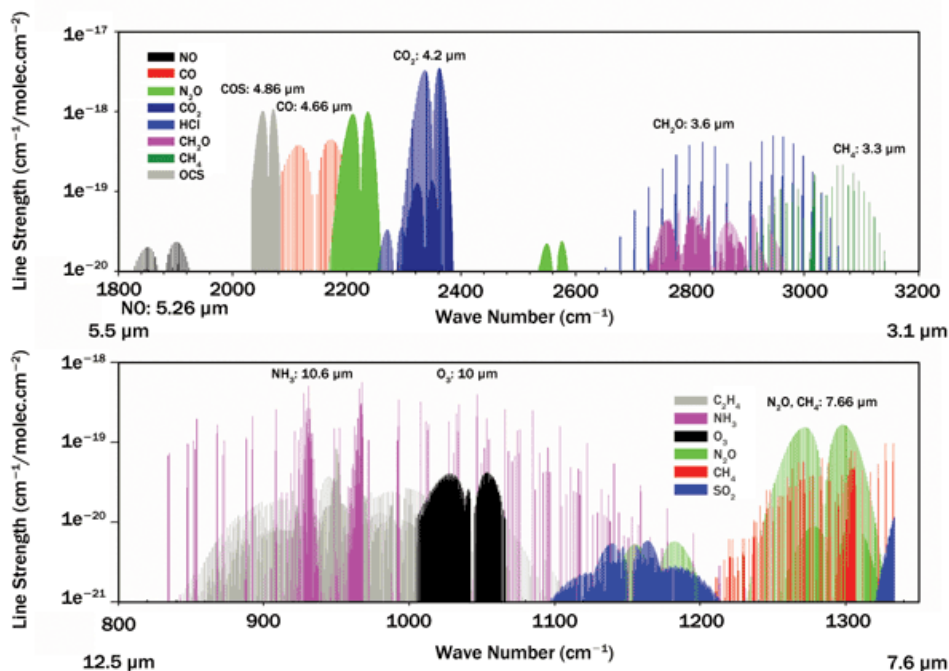 Line Strength (cm⁻¹/molec.cm⁻²)
1e⁻¹⁷
1e⁻¹⁸
1e⁻¹⁹
1e⁻²⁰
NO
CO
N₂O
CO₂
HCl
CH₂O
CH₄
OCS
COS: 4.86 µm
CO: 4.66 µm
CO₂: 4.2 µm
CH₂O: 3.6 µm
CH₄: 3.3 µm
1800 2000 2200 2400 2600 2800 3000 3200
NO: 5.26 µm
Wave Number (cm⁻¹)
5.5 µm
3.1 µm
Line Strength (cm⁻¹/molec.cm⁻²)
1e⁻¹⁸
1e⁻¹⁹
1e⁻²⁰
1e⁻²¹
NH₃: 10.6 µm
O₃: 10 µm
N₂O, CH₄: 7.66 µm
C₂H₄
NH₃
O₃
N₂O
CH₄
SO₂
800 900 1000 1100 1200 1300
Wave Number (cm⁻¹)
12.5 µm
7.6 µm